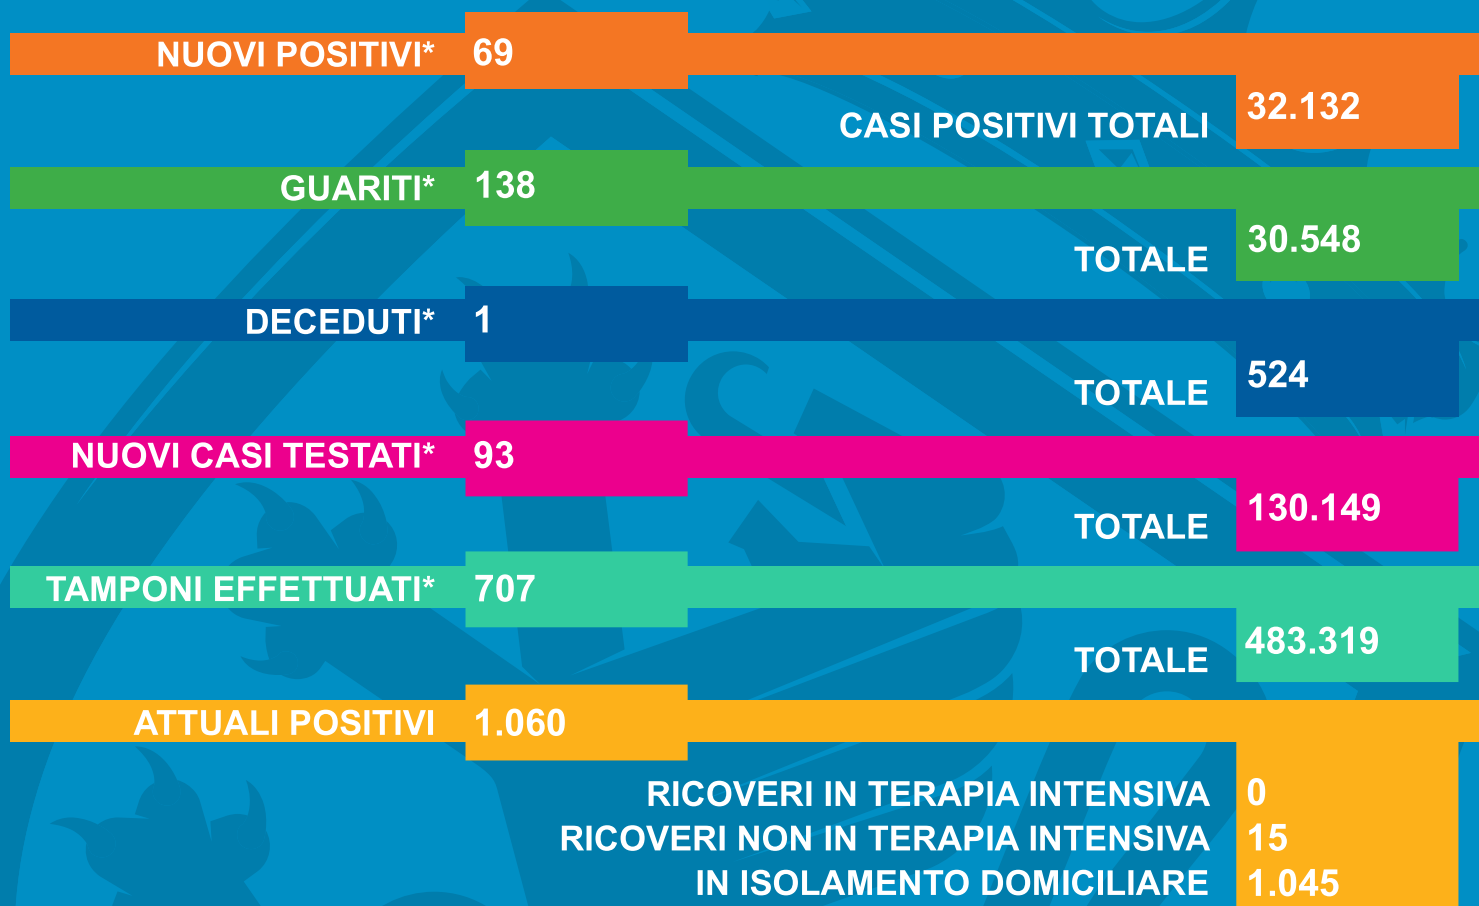 NUOVI POSITIVI* 69
CASI POSITIVI TOTALI 32.132
GUARITI* 138
TOTALE 30.548
DECEDUTI* 1
TOTALE 524
NUOVI CASI TESTATI* 93
TOTALE 130.149
TAMPONI EFFETTUATI* 707
TOTALE 483.319
ATTUALI POSITIVI 1.060
RICOVERI IN TERAPIA INTENSIVA 0
RICOVERI NON IN TERAPIA INTENSIVA 15
IN ISOLAMENTO DOMICILIARE 1.045